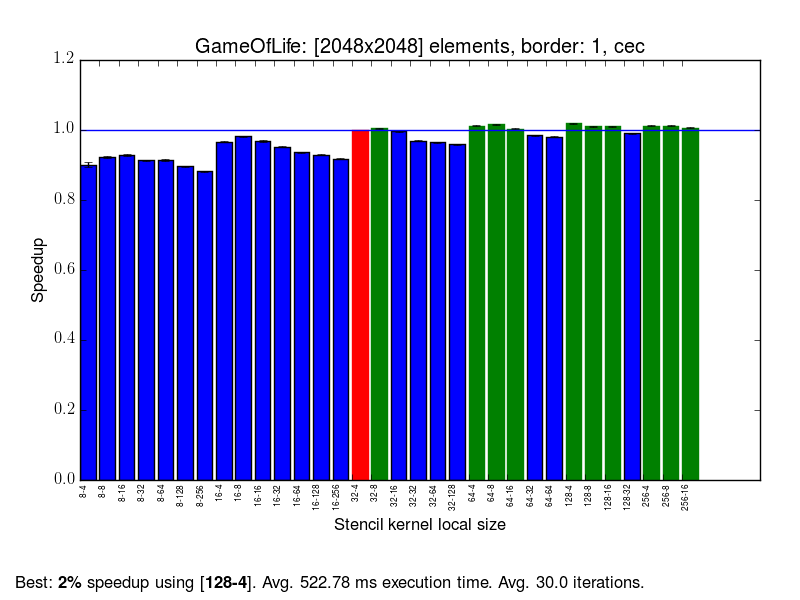 GameOfLife: [2048x2048] elements, border: 1, cec
1.2
1.0
0.8
0.6
0.4
0.2
0.0
Speedup
8-4 8-8 8-16 8-32 8-64 8-128 8-256 16-4 16-8 16-16 16-32 16-64 16-128 16-256 32-4 32-8 32-16 32-32 32-64 32-128 64-4 64-8 64-16 64-32 64-64 128-4 128-8 128-16 128-32 256-4 256-8 256-16
Stencil kernel local size
Best: 2% speedup using [128-4]. Avg. 522.78 ms execution time. Avg. 30.0 iterations.